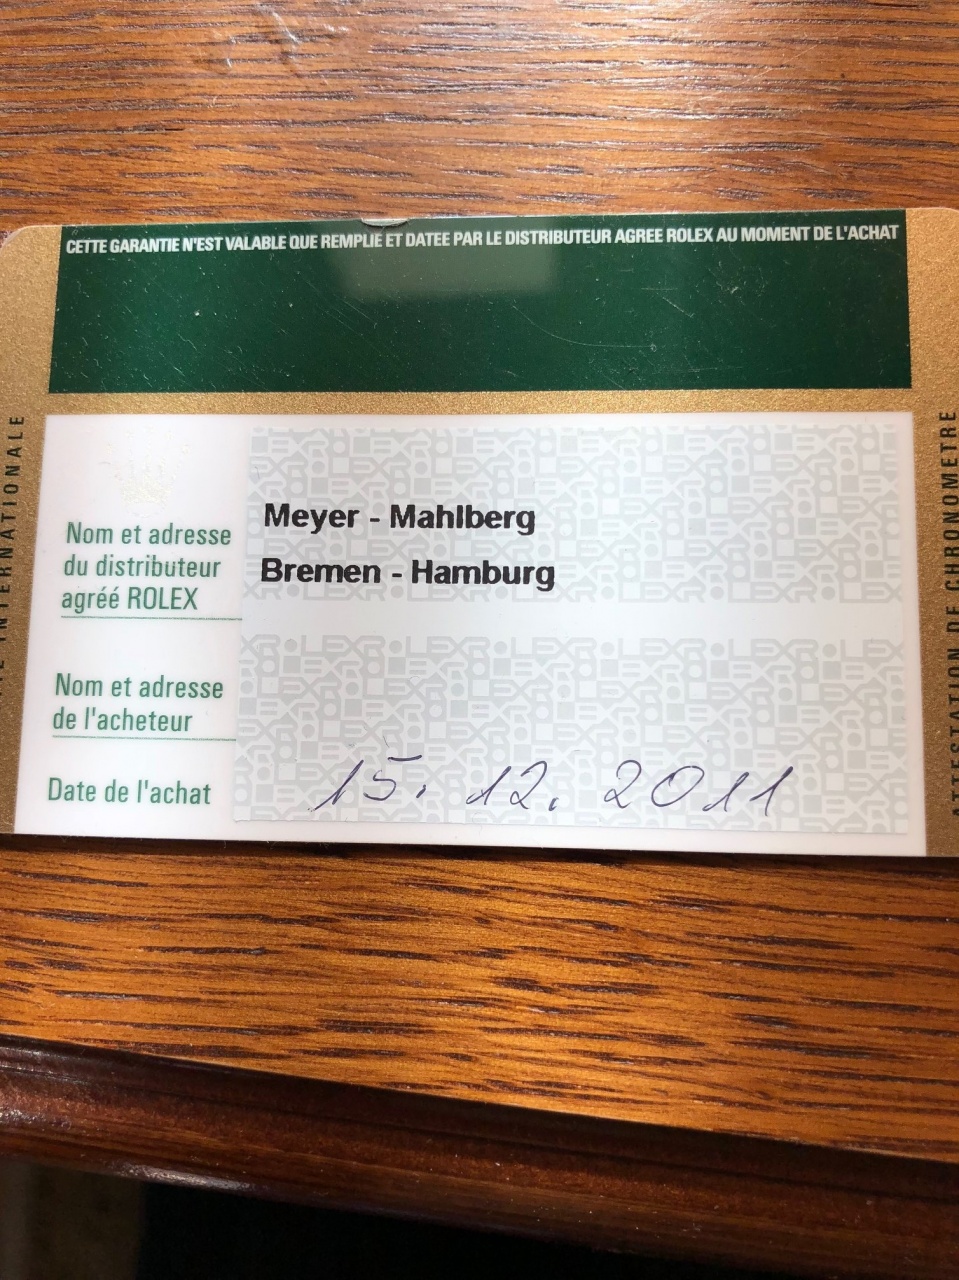 CETTE GARANTIE N'EST VALABLE QUE REMPLIE ET DATEE PAR LE DISTRIBUTEUR AGREE ROLEX AU MOMENT DE L'ACHAT
INTERNATIONALE
Nom et adresse
du distributeur
agréé ROLEX
Meyer - Mahlberg
Bremen - Hamburg
Nom et adresse
de l'acheteur
Date de l'achat
15. 12. 2011
ATTESTATION DE CHRONOMETRE